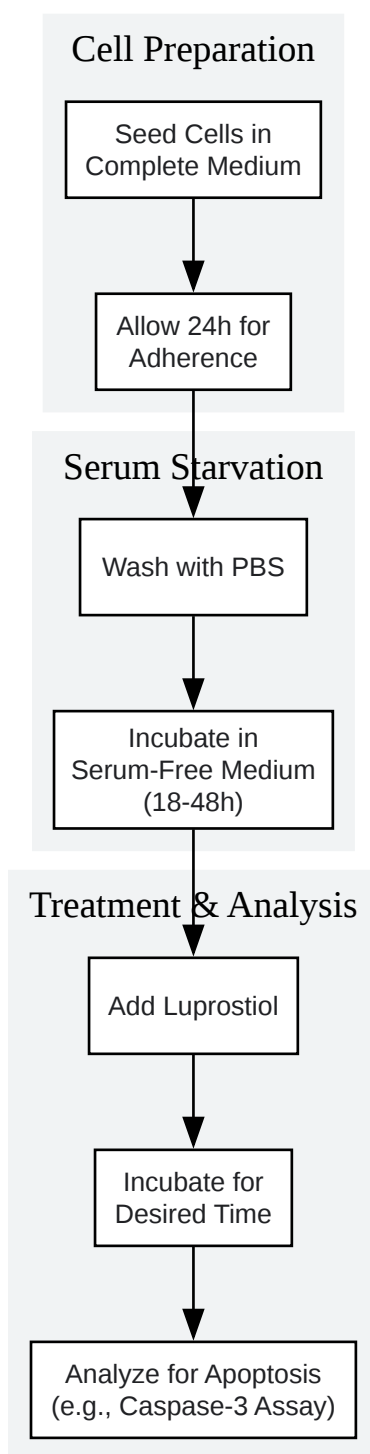 Cell Preparation
Seed Cells in
Complete Medium
Allow 24h for
Adherence
Serum Starvation
Wash with PBS
Incubate in
Serum-Free Medium
(18-48h)
Treatment & Analysis
Add Luprostiol
Incubate for
Desired Time
Analyze for Apoptosis
(e.g., Caspase-3 Assay)